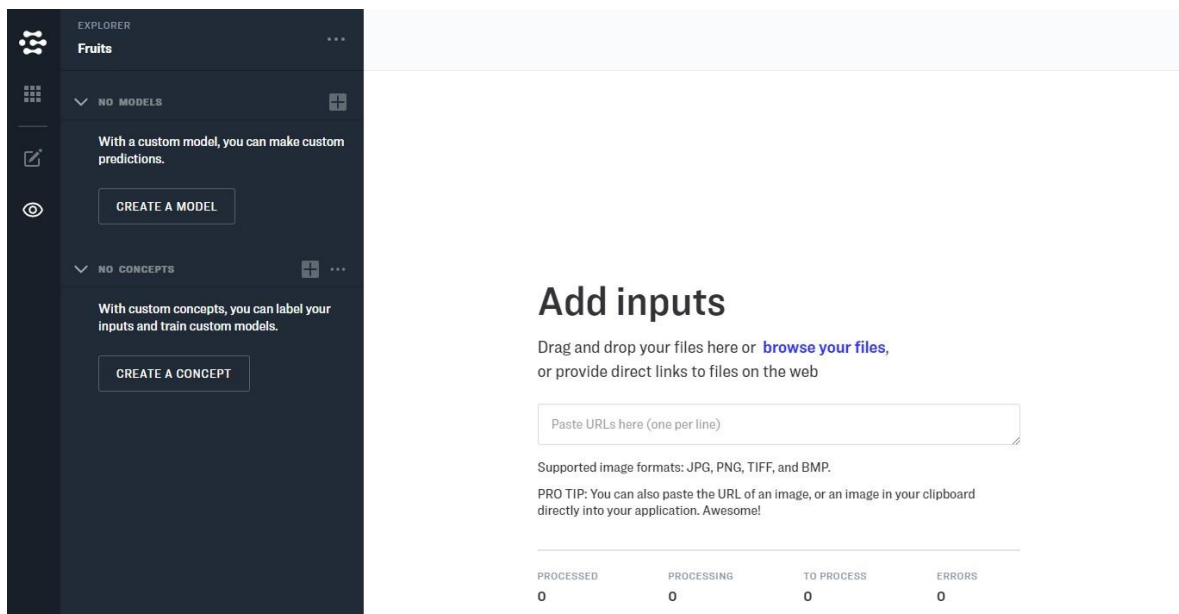 EXPLORER
Fruits
NO MODELS
With a custom model, you can make custom
predictions.
CREATE A MODEL
NO CONCEPTS
With custom concepts, you can label your
inputs and train custom models.
CREATE A CONCEPT
Add inputs
Drag and drop your files here or browse your files,
or provide direct links to files on the web
Paste URLs here (one per line)
Supported image formats: JPG, PNG, TIFF, and BMP.
PRO TIP: You can also paste the URL of an image, or an image in your clipboard
directly into your application. Awesome!
PROCESSED PROCESSING TO PROCESS ERRORS
0 0 0 0